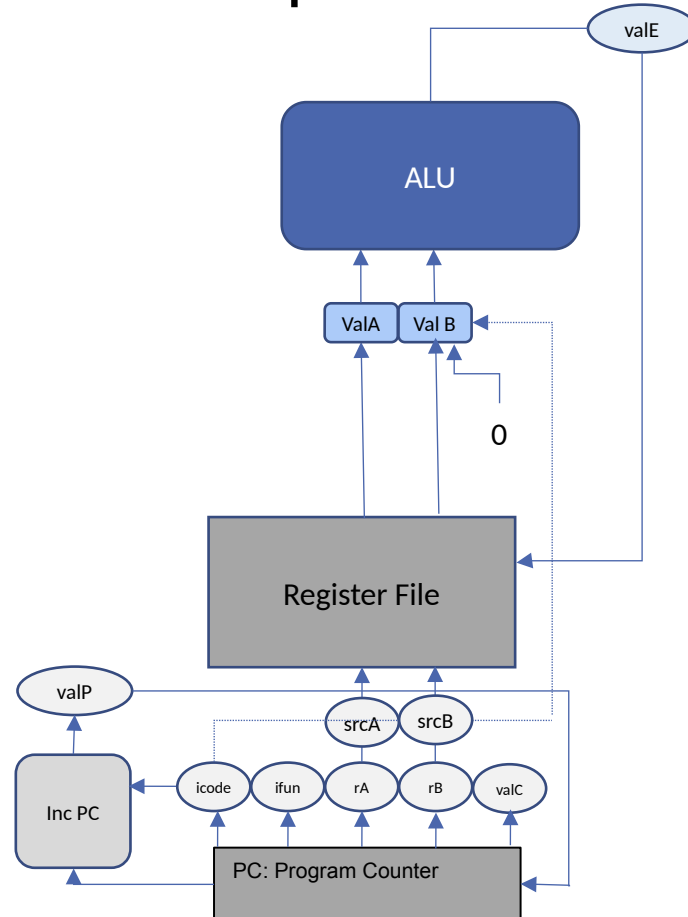 valE
ALU
ValA
Val B
0
Register File
valP
srcA
srcB
icode
ifun
rA
rB
valC
Inc PC
PC: Program Counter